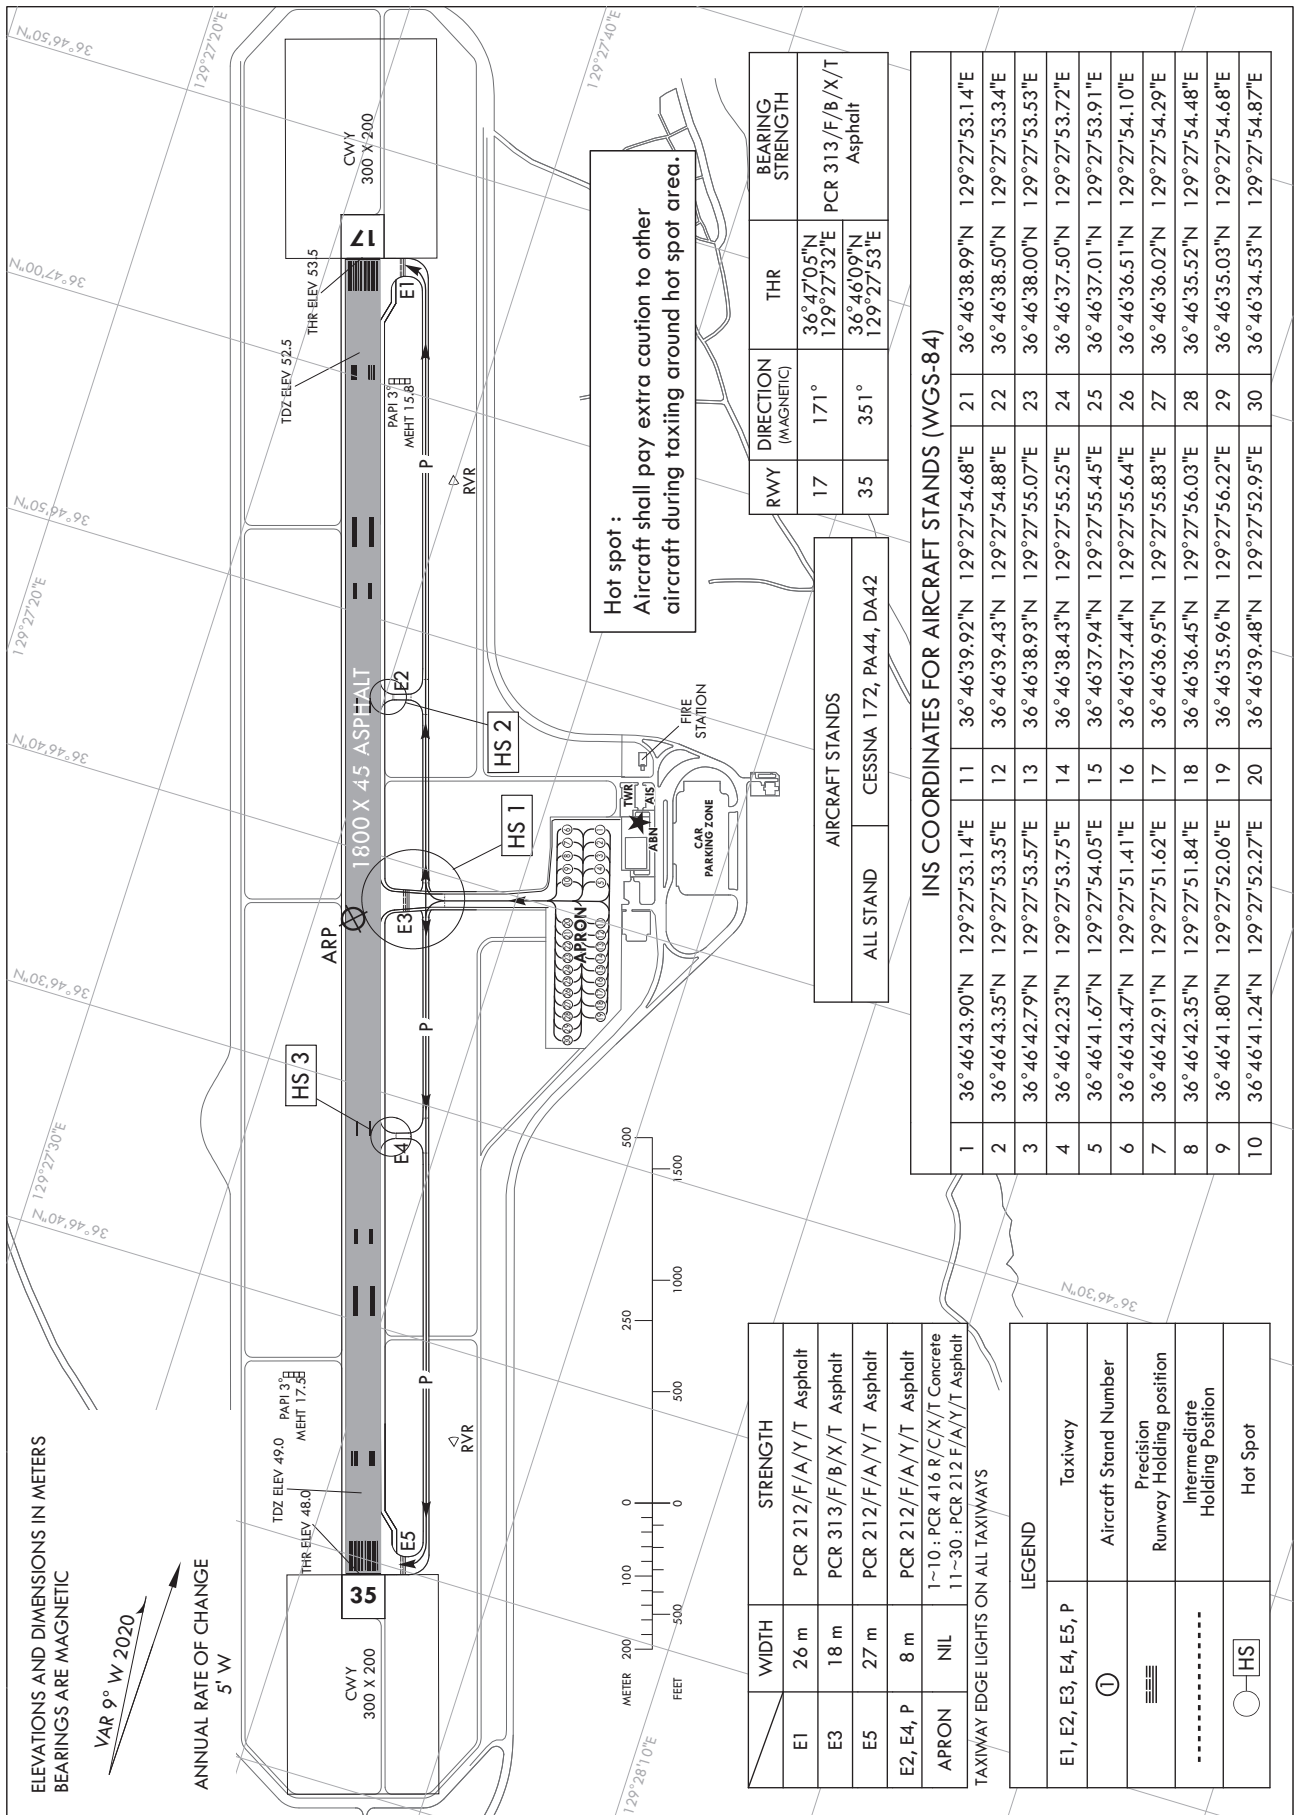 ELEVATIONS AND DIMENSIONS IN METERS
BEARINGS ARE MAGNETIC
VAR 9° W 2020
ANNUAL RATE OF CHANGE
5' W
36°46'50"N
129°27'20"E
129°27'40"E
36°47'00"N
36°46'50"N
129°27'20"E
36°46'40"N
36°46'30"N
129°27'30"E
36°46'40"N
36°46'30"N
129°28'10"E
CWY
300 X 200
35
THR ELEV 48.0
TDZ ELEV 49.0
PAPI 3°
MEHT 17.5
E5
P
RVR
HS 3
E4
P
ARP
E3
HS 1
1800 X 45 ASPHALT
E2
HS 2
P
RVR
PAPI 3°
MEHT 15.8
TDZ ELEV 52.5
THR ELEV 53.5
E1
17
CWY
300 X 200
APRON
TWR
AIS
ABN
FIRE
STATION
CAR
PARKING ZONE
METER 200 100 0 250 500
FEET 500 0 500 1000 1500
Hot spot :
Aircraft shall pay extra caution to other
aircraft during taxiing around hot spot area.
RWY DIRECTION (MAGNETIC) THR BEARING STRENGTH
17 171° 36°47'05"N 129°27'32"E PCR 313/F/B/X/T Asphalt
35 351° 36°46'09"N 129°27'53"E
AIRCRAFT STANDS
ALL STAND CESSNA 172, PA44, DA42
WIDTH STRENGTH
E1 26 m PCR 212/F/A/Y/T Asphalt
E3 18 m PCR 313/F/B/X/T Asphalt
E5 27 m PCR 212/F/A/Y/T Asphalt
E2, E4, P 8 m PCR 212/F/A/Y/T Asphalt
APRON NIL 1~10 : PCR 416 R/C/X/T Concrete
11~30 : PCR 212 F/A/Y/T Asphalt
TAXIWAY EDGE LIGHTS ON ALL TAXIWAYS
LEGEND
E1, E2, E3, E4, E5, P Taxiway
1 Aircraft Stand Number
Precision
Runway Holding position
Intermediate
Holding Position
HS Hot Spot
INS COORDINATES FOR AIRCRAFT STANDS (WGS-84)
1 36°46'43.90"N 129°27'53.14"E 11 36°46'39.92"N 129°27'54.68"E 21 36°46'38.99"N 129°27'53.14"E
2 36°46'43.35"N 129°27'53.35"E 12 36°46'39.43"N 129°27'54.88"E 22 36°46'38.50"N 129°27'53.34"E
3 36°46'42.79"N 129°27'53.57"E 13 36°46'38.93"N 129°27'55.07"E 23 36°46'38.00"N 129°27'53.53"E
4 36°46'42.23"N 129°27'53.75"E 14 36°46'38.43"N 129°27'55.25"E 24 36°46'37.50"N 129°27'53.72"E
5 36°46'41.67"N 129°27'54.05"E 15 36°46'37.94"N 129°27'55.45"E 25 36°46'37.01"N 129°27'53.91"E
6 36°46'43.47"N 129°27'51.41"E 16 36°46'37.44"N 129°27'55.64"E 26 36°46'36.51"N 129°27'54.10"E
7 36°46'42.91"N 129°27'51.62"E 17 36°46'36.95"N 129°27'55.83"E 27 36°46'36.02"N 129°27'54.29"E
8 36°46'42.35"N 129°27'51.84"E 18 36°46'36.45"N 129°27'56.03"E 28 36°46'35.52"N 129°27'54.48"E
9 36°46'41.80"N 129°27'52.06"E 19 36°46'35.96"N 129°27'56.22"E 29 36°46'35.03"N 129°27'54.68"E
10 36°46'41.24"N 129°27'52.27"E 20 36°46'39.48"N 129°27'52.95"E 30 36°46'34.53"N 129°27'54.87"E